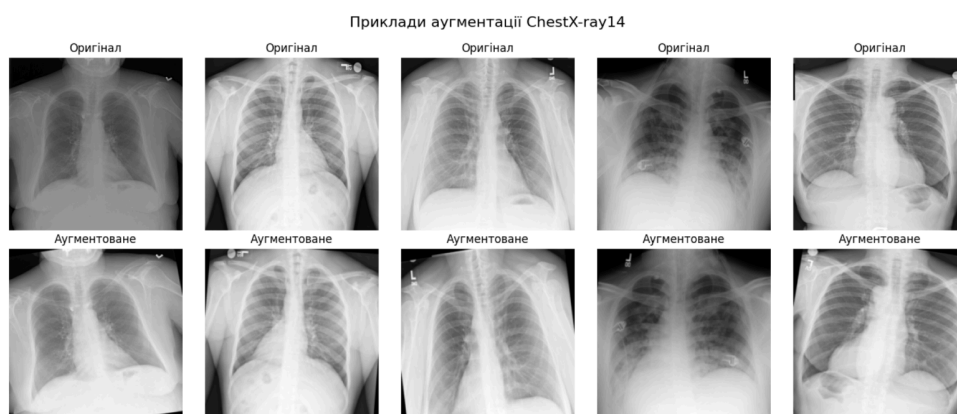 Приклади аугментації ChestX-ray14
Оригінал
Оригінал
Оригінал
Оригінал
Оригінал
Аугментоване
Аугментоване
Аугментоване
Аугментоване
Аугментоване